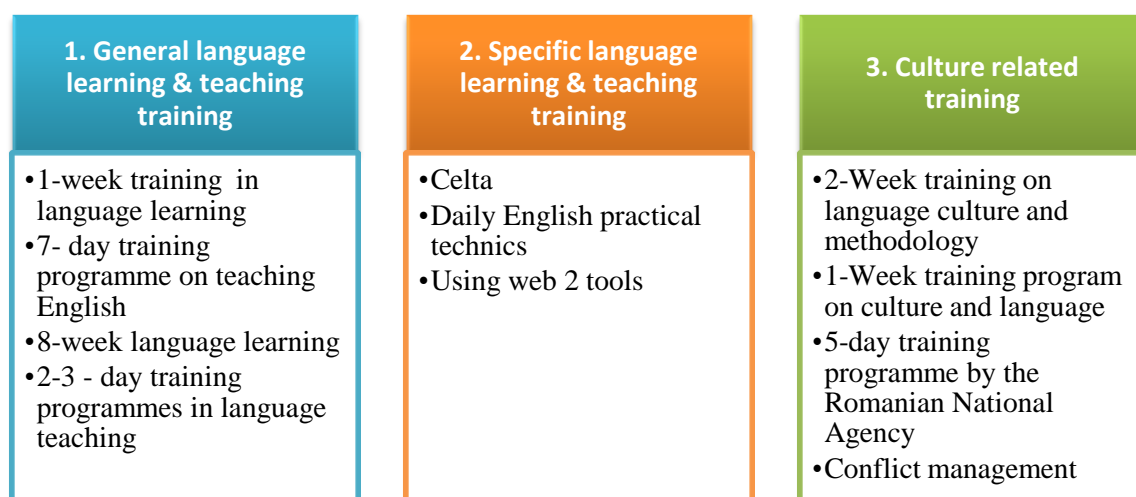 1. General language
learning & teaching
training
•1-week training  in
language learning
•7- day training
programme on teaching
English
•8-week language learning
•2-3 - day training
programmes in language
teaching
2. Specific language
learning & teaching
training
•Celta
•Daily English practical
technics
•Using web 2 tools
3. Culture related
training
•2-Week training on
language culture and
methodology
•1-Week training program
on culture and language
•5-day training
programme by the
Romanian National
Agency
•Conflict management